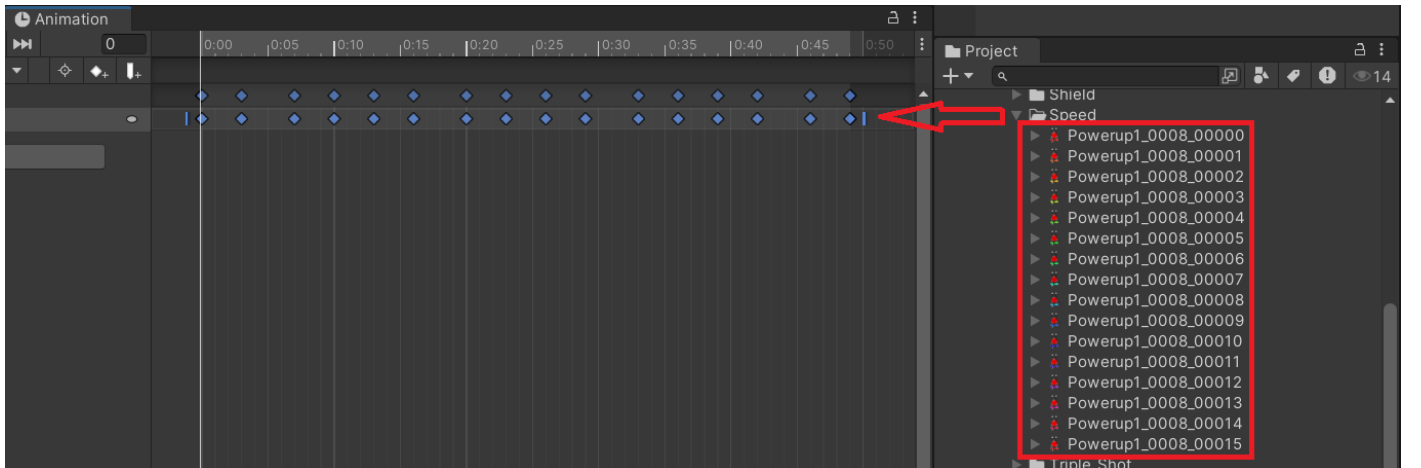 Animation
0
0:00 0:05 0:10 0:15 0:20 0:25 0:30 0:35 0:40 0:45 0:50
Project
14
Shield
Speed
Powerup1_0008_00000
Powerup1_0008_00001
Powerup1_0008_00002
Powerup1_0008_00003
Powerup1_0008_00004
Powerup1_0008_00005
Powerup1_0008_00006
Powerup1_0008_00007
Powerup1_0008_00008
Powerup1_0008_00009
Powerup1_0008_00010
Powerup1_0008_00011
Powerup1_0008_00012
Powerup1_0008_00013
Powerup1_0008_00014
Powerup1_0008_00015
Triple Shot